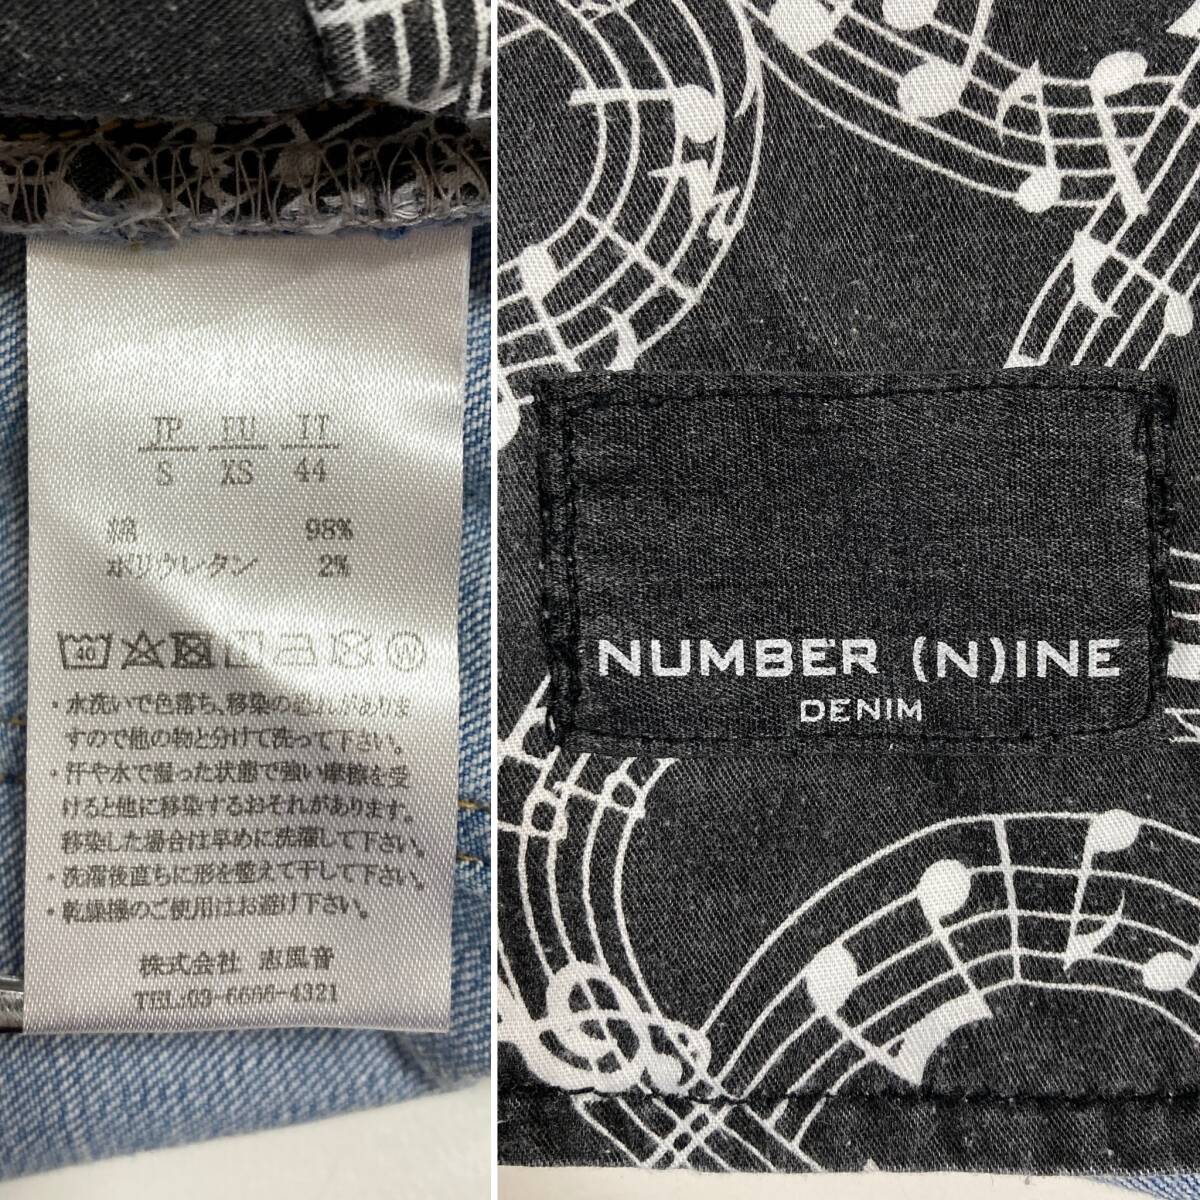 JP EU IT
S XS 44
綿 98%
ポリウレタン 2%
40
・水洗いで色落ち、移染の恐れがありま
すので他の物と分けて洗って下さい。
・汗や水で湿った状態で強い摩擦を受
けると他に移染するおそれがあります。
移染した場合は早めに洗濯して下さい。
・洗濯後直ちに形を整えて干して下さい。
・乾燥機のご使用はお避け下さい。
株式会社 志風音
TEL:03-6666-4321
NUMBER (N)INE
DENIM